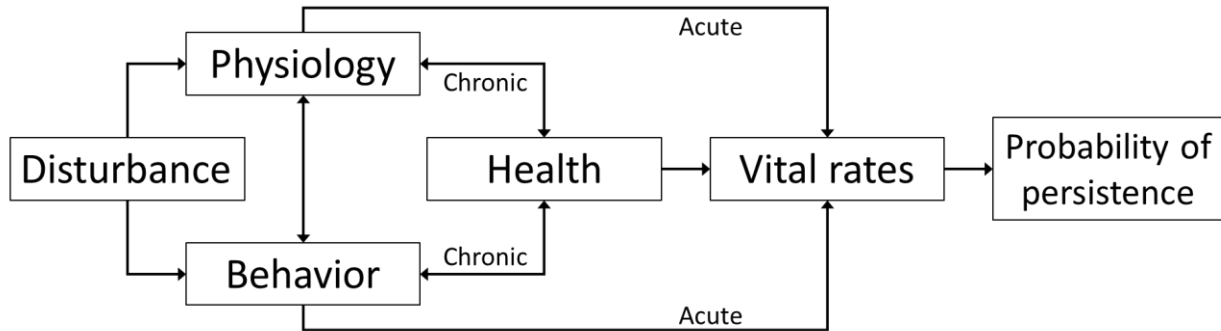 Acute
Physiology
Chronic
Disturbance
Health
Vital rates
Probability of
persistence
Behavior
Chronic
Acute